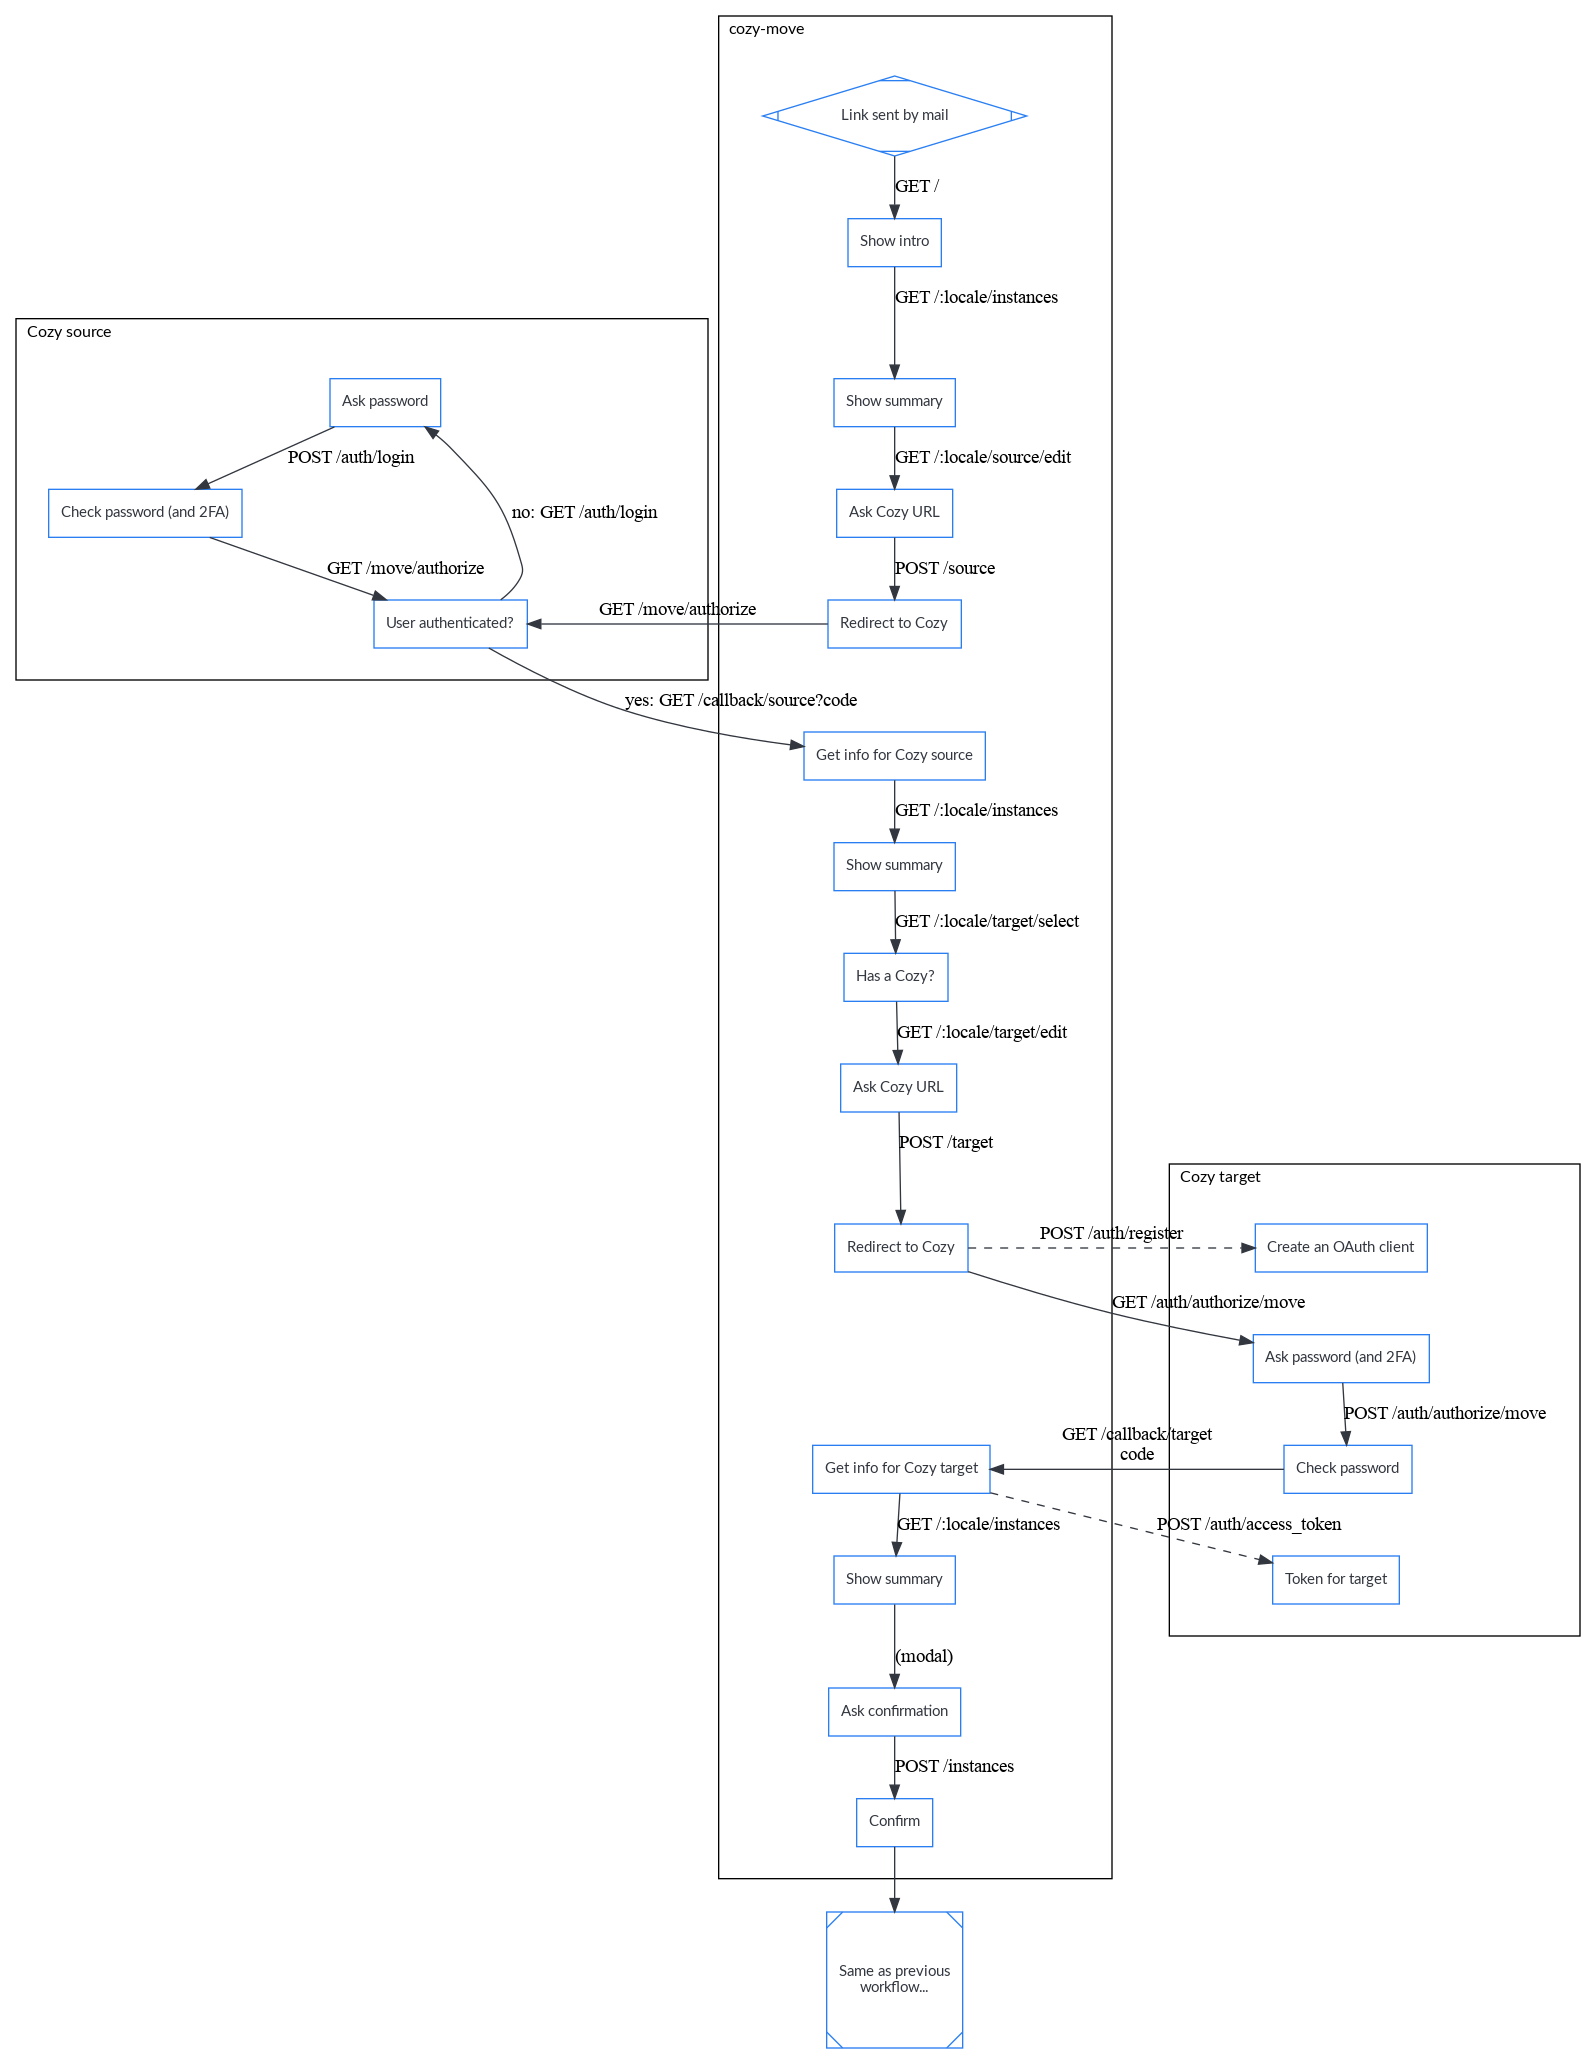 cozy-move
Link sent by mail
GET /
Show intro
GET /:locale/instances
Cozy source
Show summary
Ask password
GET /:locale/source/edit
POST /auth/login
Ask Cozy URL
Check password (and 2FA)
no: GET /auth/login
POST /source
GET /move/authorize
GET /move/authorize
Redirect to Cozy
User authenticated?
yes: GET /callback/source?code
Get info for Cozy source
GET /:locale/instances
Show summary
GET /:locale/target/select
Has a Cozy?
GET /:locale/target/edit
Ask Cozy URL
POST /target
Cozy target
POST /auth/register
Redirect to Cozy
Create an OAuth client
GET /auth/authorize/move
Ask password (and 2FA)
POST /auth/authorize/move
GET /callback/target
code
Check password
Get info for Cozy target
GET /:locale/instances
POST /auth/access_token
Show summary
Token for target
(modal)
Ask confirmation
POST /instances
Confirm
Same as previous
workflow...